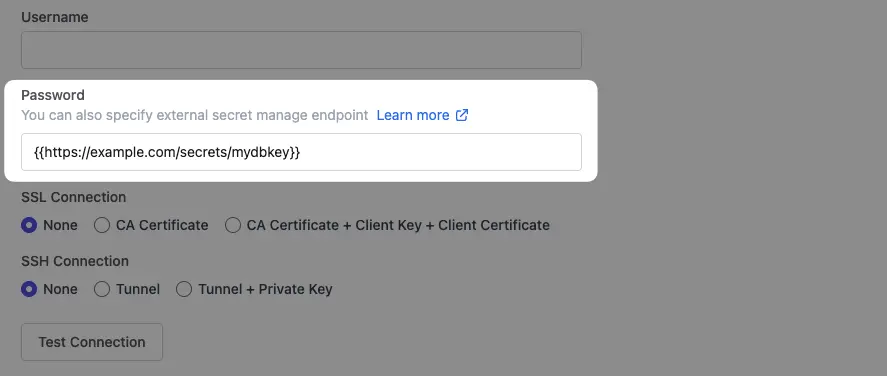 Username
Password
You can also specify external secret manage endpoint Learn more
{{https://example.com/secrets/mydbkey}}
SSL Connection
None CA Certificate CA Certificate + Client Key + Client Certificate
SSH Connection
None Tunnel Tunnel + Private Key
Test Connection